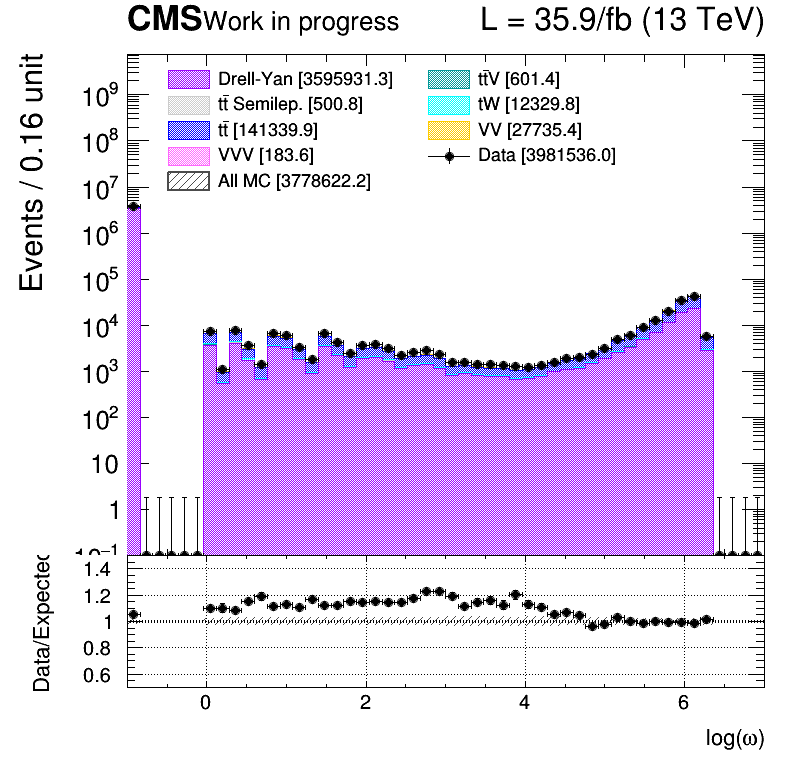 CMS Work in progress L = 35.9/fb (13 TeV)
Events / 0.16 unit
Drell-Yan [3595931.3] tt̄V [601.4]
tt̄ Semilep. [500.8] tW [12329.8]
tt̄ [141339.9] VV [27735.4]
VVV [183.6] Data [3981536.0]
All MC [3778622.2]
10⁹
10⁸
10⁷
10⁶
10⁵
10⁴
10³
10²
10
1
10⁻¹
Data/Expected
1.4
1.2
1
0.8
0.6
0 2 4 6
log(ω)